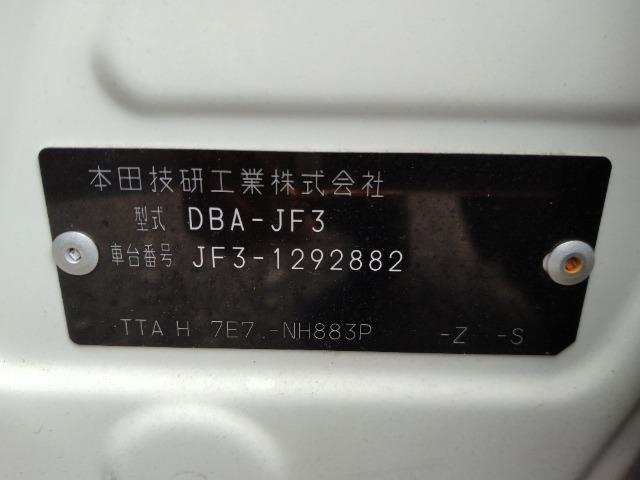 本田技研工業株式会社
型式 DBA-JF3
車台番号 JF3-1292882
TTA H 7E7 -NH883P -Z -S